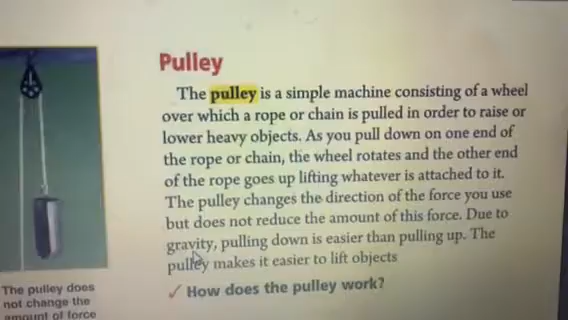 Pulley
The pulley is a simple machine consisting of a wheel
over which a rope or chain is pulled in order to raise or
lower heavy objects. As you pull down on one end of
the rope or chain, the wheel rotates and the other end
of the rope goes up lifting whatever is attached to it.
The pulley changes the direction of the force you use
but does not reduce the amount of this force. Due to
gravity, pulling down is easier than pulling up. The
pulley makes it easier to lift objects
✓ How does the pulley work?
The pulley does
not change the
amount of force